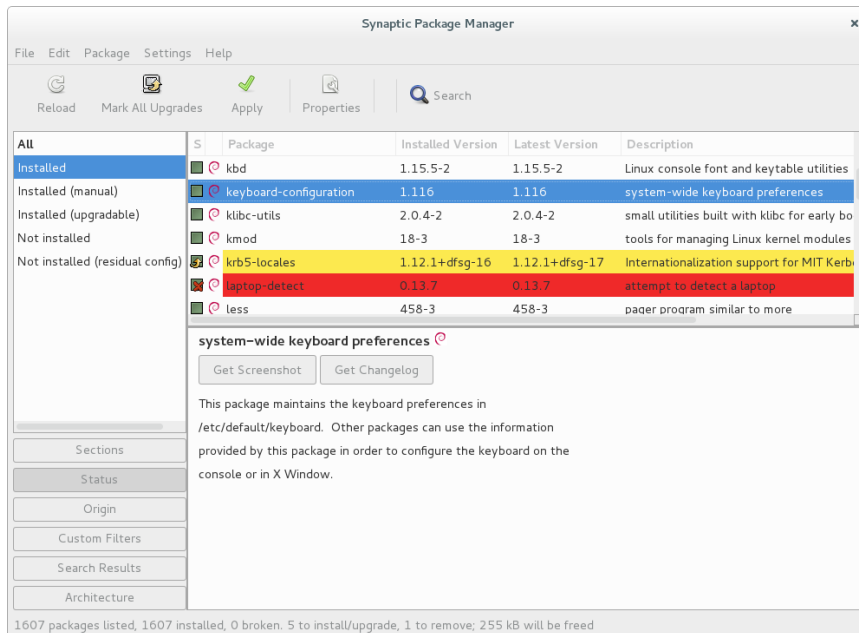 Synaptic Package Manager
File Edit Package Settings Help
Reload Mark All Upgrades Apply Properties Search
All
Installed
Installed (manual)
Installed (upgradable)
Not installed
Not installed (residual config)
S Package Installed Version Latest Version Description
kbd 1.15.5-2 1.15.5-2 Linux console font and keytable utilities
keyboard-configuration 1.116 1.116 system-wide keyboard preferences
klibc-utils 2.0.4-2 2.0.4-2 small utilities built with klibc for early bo
kmod 18-3 18-3 tools for managing Linux kernel modules
krb5-locales 1.12.1+dfsg-16 1.12.1+dfsg-17 Internationalization support for MIT Kerbe
laptop-detect 0.13.7 0.13.7 attempt to detect a laptop
less 458-3 458-3 pager program similar to more
system-wide keyboard preferences
Get Screenshot Get Changelog
This package maintains the keyboard preferences in
/etc/default/keyboard. Other packages can use the information
provided by this package in order to configure the keyboard on the
console or in X Window.
Sections
Status
Origin
Custom Filters
Search Results
Architecture
1607 packages listed, 1607 installed, 0 broken. 5 to install/upgrade, 1 to remove; 255 kB will be freed